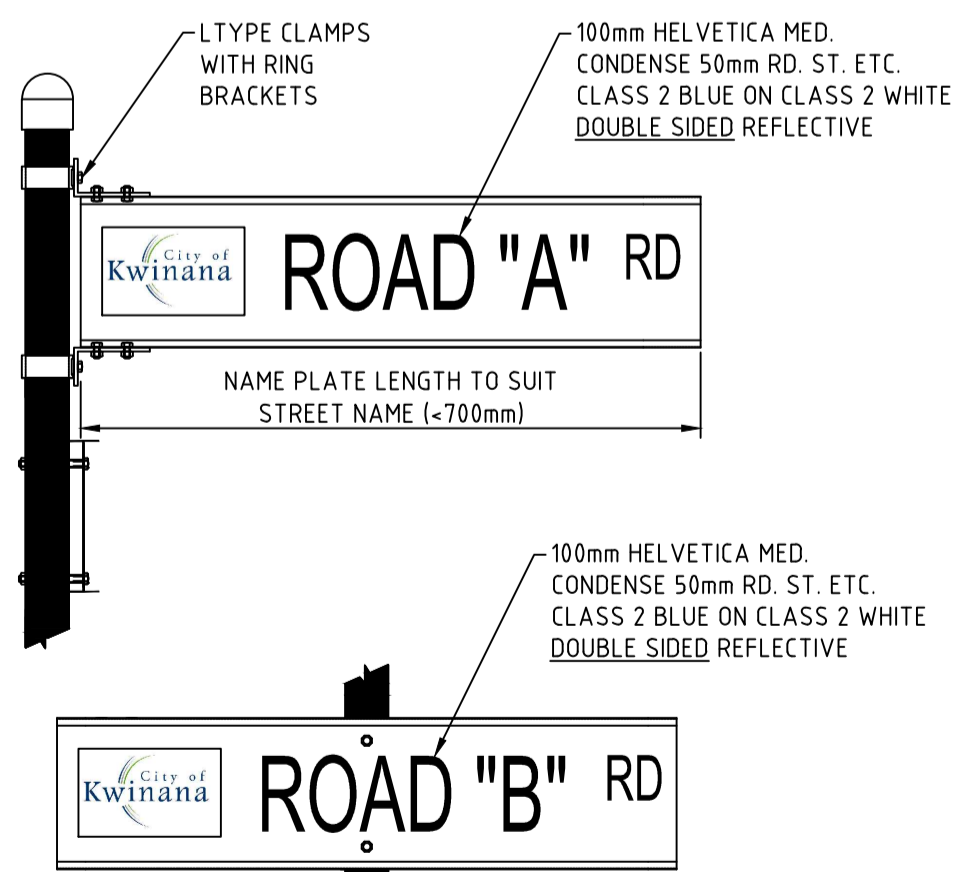 LTYPE CLAMPS
WITH RING
BRACKETS
100mm HELVETICA MED.
CONDENSE 50mm RD. ST. ETC.
CLASS 2 BLUE ON CLASS 2 WHITE
DOUBLE SIDED REFLECTIVE
City of
Kwinana
ROAD "A" RD
NAME PLATE LENGTH TO SUIT
STREET NAME (<700mm)
100mm HELVETICA MED.
CONDENSE 50mm RD. ST. ETC.
CLASS 2 BLUE ON CLASS 2 WHITE
DOUBLE SIDED REFLECTIVE
City of
Kwinana
ROAD "B" RD